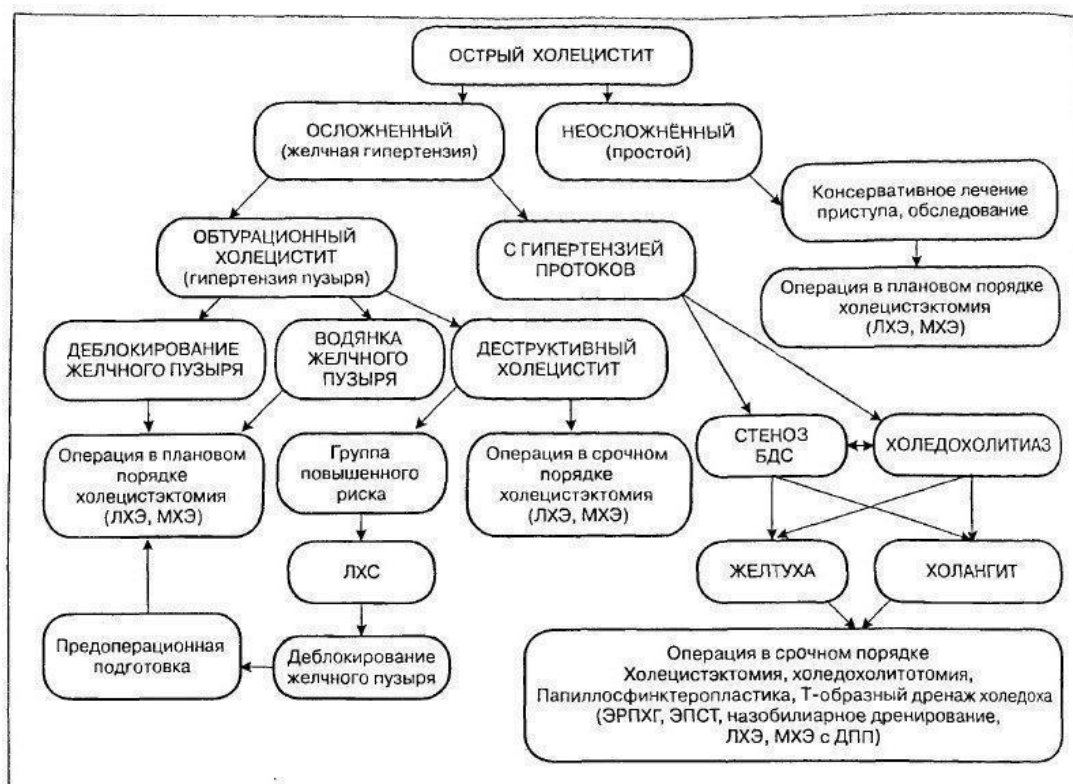 ОСТРЫЙ ХОЛЕЦИСТИТ
ОСЛОЖНЕННЫЙ
(желчная гипертензия)
НЕОСЛОЖНЁННЫЙ
(простой)
Консервативное лечение
приступа, обследование
Операция в плановом порядке
холецистэктомия
(ЛХЭ, МХЭ)
ОБТУРАЦИОННЫЙ
ХОЛЕЦИСТИТ
(гипертензия пузыря)
С ГИПЕРТЕНЗИЕЙ
ПРОТОКОВ
ДЕБЛОКИРОВАНИЕ
ЖЕЛЧНОГО ПУЗЫРЯ
ВОДЯНКА
ЖЕЛЧНОГО
ПУЗЫРЯ
ДЕСТРУКТИВНЫЙ
ХОЛЕЦИСТИТ
Операция в плановом
порядке
холецистэктомия
(ЛХЭ, МХЭ)
Группа
повышенного
риска
Операция в срочном
порядке
холецистэктомия
(ЛХЭ, МХЭ)
СТЕНОЗ
БДС
ХОЛЕДОХОЛИТИАЗ
ЛХС
ЖЕЛТУХА
ХОЛАНГИТ
Предоперационная
подготовка
Деблокирование
желчного пузыря
Операция в срочном порядке
Холецистэктомия, холедохолитотомия,
Папиллосфинктеропластика, Т-образный дренаж холедоха
(ЭРПХГ, ЭПСТ, назобилиарное дренирование,
ЛХЭ, МХЭ с ДПП)